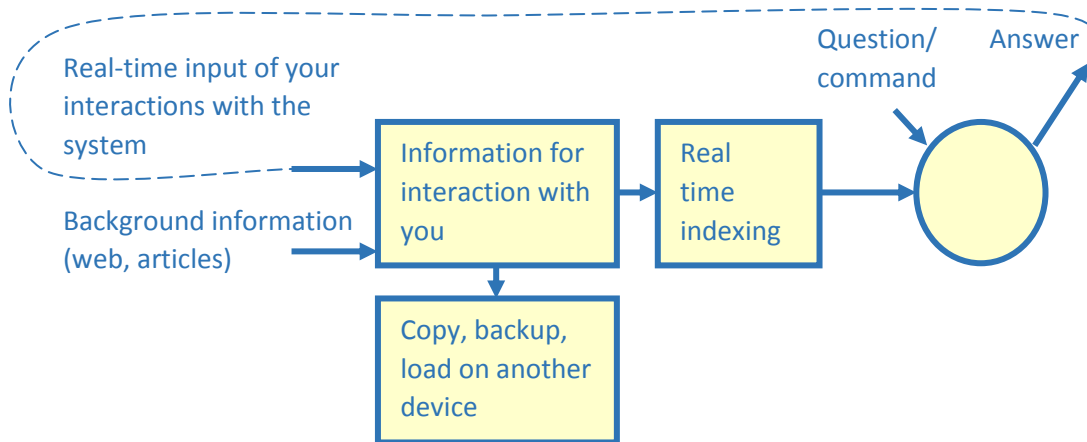 Question/
command
Answer
Real-time input of your
interactions with the
system
Information for
interaction with
you
Real
time
indexing
Background information
(web, articles)
Copy, backup,
load on another
device